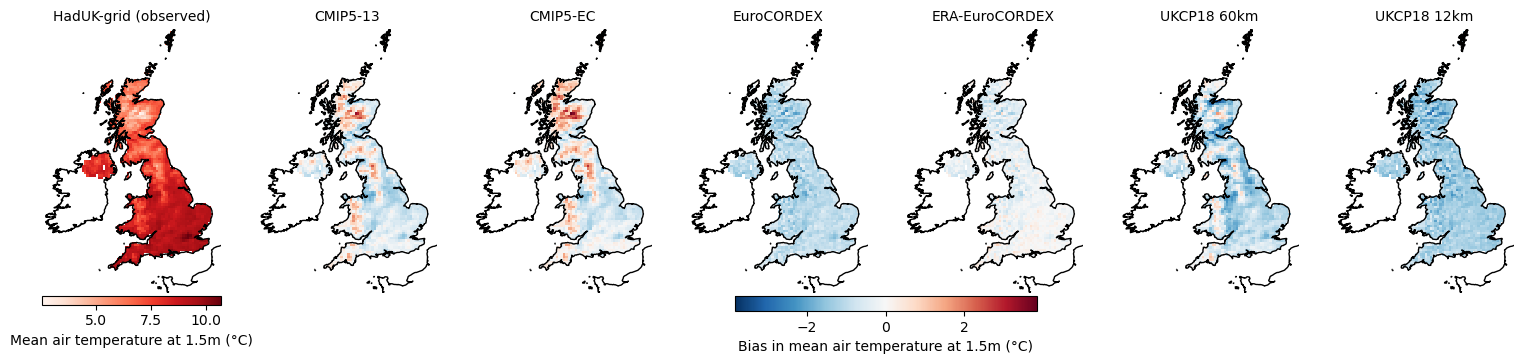 HadUK-grid (observed)
CMIP5-13
CMIP5-EC
EuroCORDEX
ERA-EuroCORDEX
UKCP18 60km
UKCP18 12km
5.0 7.5 10.0
Mean air temperature at 1.5m (°C)
−2 0 2
Bias in mean air temperature at 1.5m (°C)